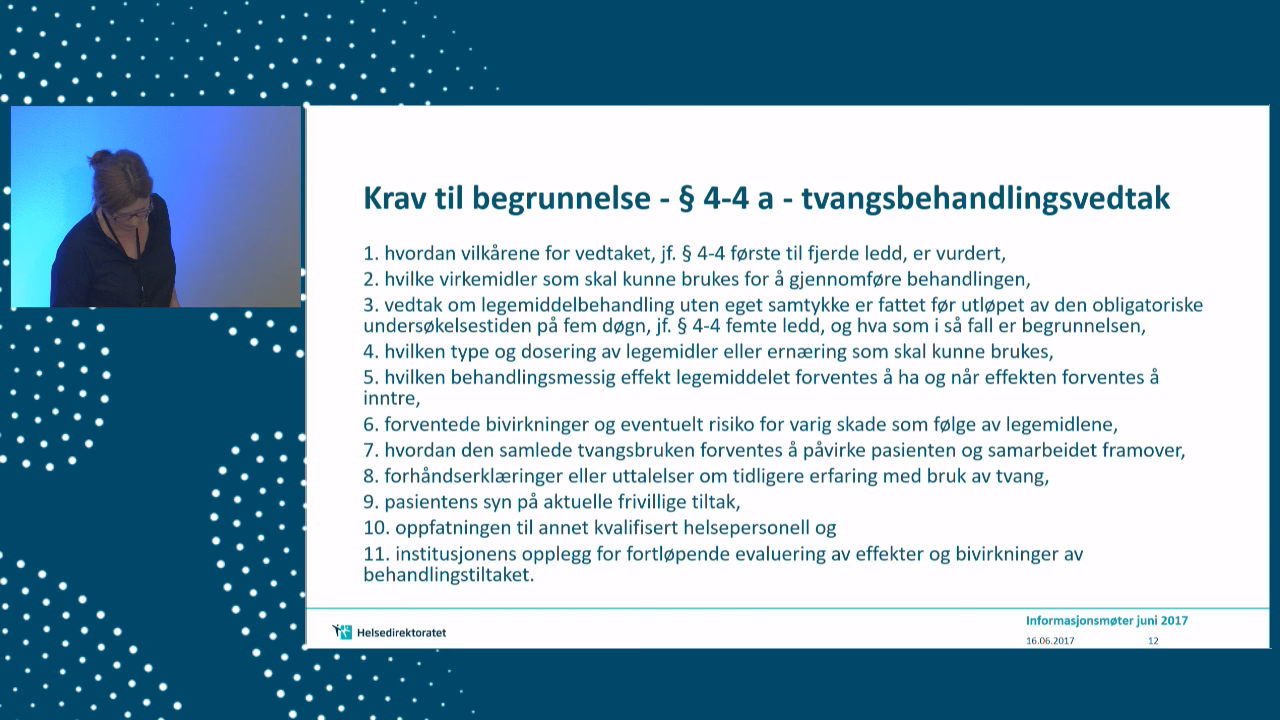 Krav til begrunnelse - § 4-4 a - tvangsbehandlingsvedtak
1. hvordan vilkårene for vedtaket, jf. § 4-4 første til fjerde ledd, er vurdert,
2. hvilke virkemidler som skal kunne brukes for å gjennomføre behandlingen,
3. vedtak om legemiddelbehandling uten eget samtykke er fattet før utløpet av den obligatoriske
undersøkelsestiden på fem døgn, jf. § 4-4 femte ledd, og hva som i så fall er begrunnelsen,
4. hvilken type og dosering av legemidler eller ernæring som skal kunne brukes,
5. hvilken behandlingsmessig effekt legemiddelet forventes å ha og når effekten forventes å
inntre,
6. forventede bivirkninger og eventuelt risiko for varig skade som følge av legemidlene,
7. hvordan den samlede tvangsbruken forventes å påvirke pasienten og samarbeidet framover,
8. forhåndserklæringer eller uttalelser om tidligere erfaring med bruk av tvang,
9. pasientens syn på aktuelle frivillige tiltak,
10. oppfatningen til annet kvalifisert helsepersonell og
11. institusjonens opplegg for fortløpende evaluering av effekter og bivirkninger av
behandlingstiltaket.
Helsedirektoratet
Informasjonsmøter juni 2017
16.06.2017 12